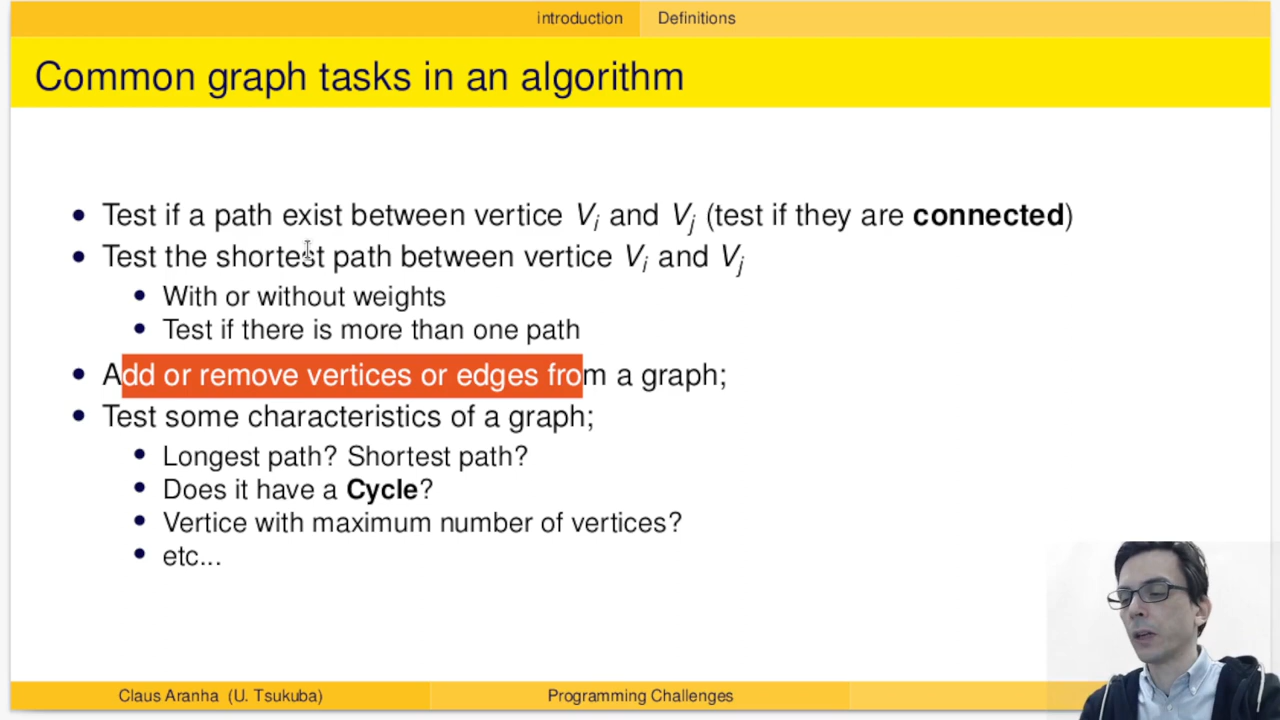 introduction Definitions
Common graph tasks in an algorithm
• Test if a path exist between vertice Vi and Vj (test if they are connected)
• Test the shortest path between vertice Vi and Vj
• With or without weights
• Test if there is more than one path
• Add or remove vertices or edges from a graph;
• Test some characteristics of a graph;
• Longest path? Shortest path?
• Does it have a Cycle?
• Vertice with maximum number of vertices?
• etc...
Claus Aranha (U. Tsukuba) Programming Challenges